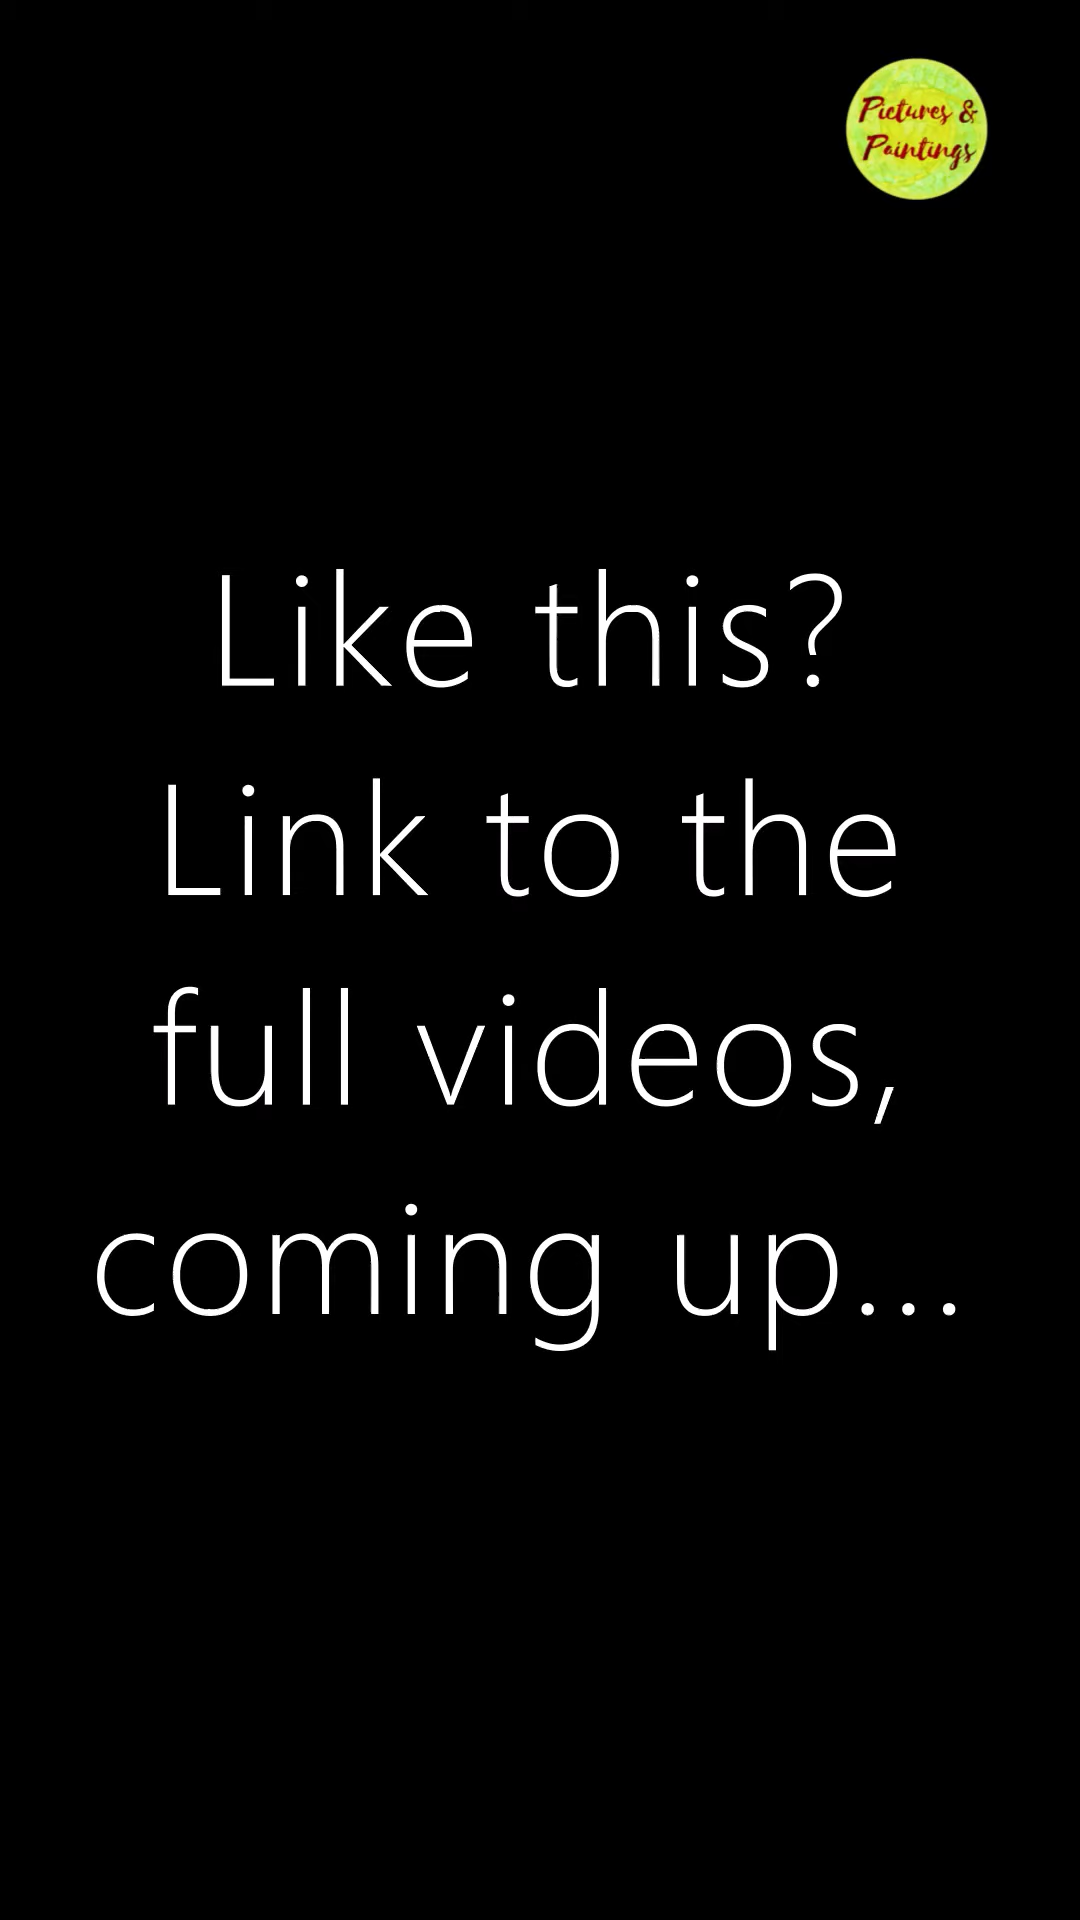 Pictures &
Paintings
Like this?
Link to the
full videos,
coming up...